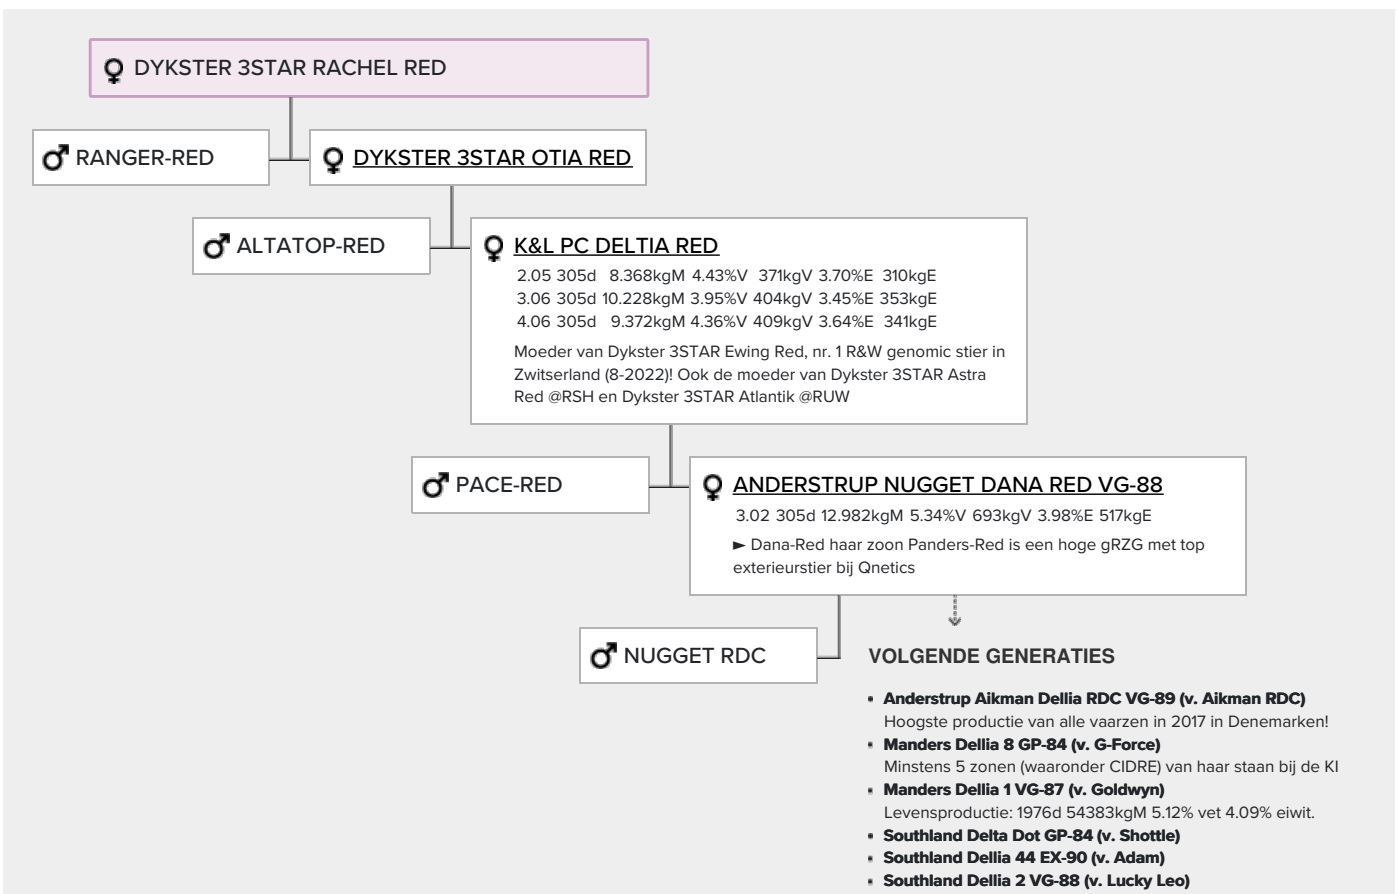 DYKSTER 3STAR RACHEL RED
RANGER-RED
DYKSTER 3STAR OTIA RED
ALTATOP-RED
K&L PC DELTIA RED
2.05 305d 8.368kgM 4.43%V 371kgV 3.70%E 310kgE
3.06 305d 10.228kgM 3.95%V 404kgV 3.45%E 353kgE
4.06 305d 9.372kgM 4.36%V 409kgV 3.64%E 341kgE
Moeder van Dykster 3STAR Ewing Red, nr. 1 R&W genomic stier in
Zwitserland (8-2022)! Ook de moeder van Dykster 3STAR Astra
Red @RSH en Dykster 3STAR Atlantik @RUW
PACE-RED
ANDERSTRUP NUGGET DANA RED VG-88
3.02 305d 12.982kgM 5.34%V 693kgV 3.98%E 517kgE
► Dana-Red haar zoon Panders-Red is een hoge gRZG met top
exterieurstier bij Qnetics
NUGGET RDC
VOLGENDE GENERATIES
▪ Anderstrup Aikman Dellia RDC VG-89 (v. Aikman RDC)
Hoogste productie van alle vaarzen in 2017 in Denemarken!
▪ Manders Dellia 8 GP-84 (v. G-Force)
Minstens 5 zonen (waaronder CIDRE) van haar staan bij de KI
▪ Manders Dellia 1 VG-87 (v. Goldwyn)
Levensproductie: 1976d 54383kgM 5.12% vet 4.09% eiwit.
▪ Southland Delta Dot GP-84 (v. Shottle)
▪ Southland Dellia 44 EX-90 (v. Adam)
▪ Southland Dellia 2 VG-88 (v. Lucky Leo)